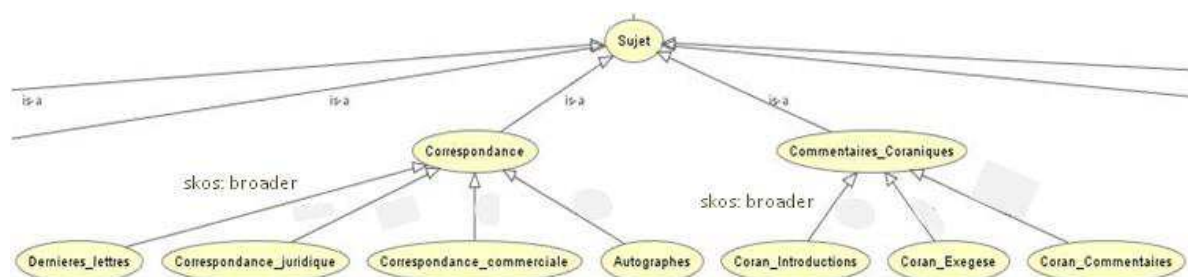 Sujet
is-a
is-a
is-a
is-a
Correspondance
Commentaires_Coraniques
skos: broader
skos: broader
Dernieres_lettres
Correspondance_juridique
Correspondance_commerciale
Autographes
Coran_Introductions
Coran_Exegese
Coran_Commentaires